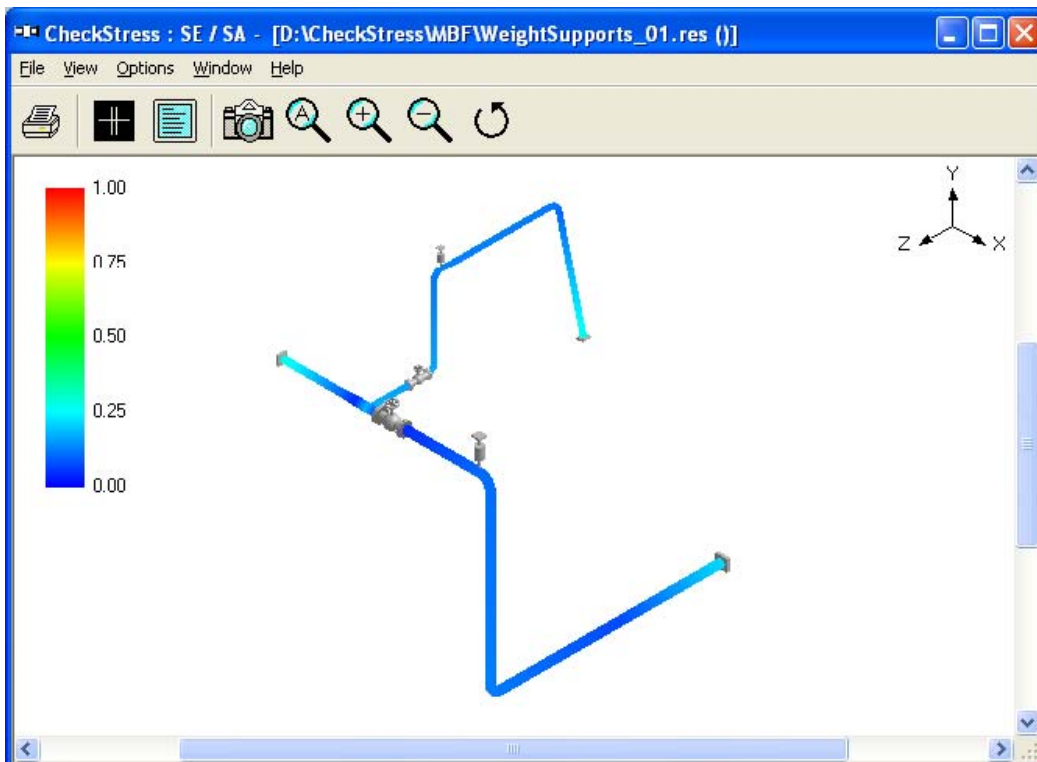 CheckStress : SE / SA - [D:\CheckStress\MBF\WeightSupports_01.res ()]
File View Options Window Help
A
1.00
0.75
0.50
0.25
0.00
Y
Z
X